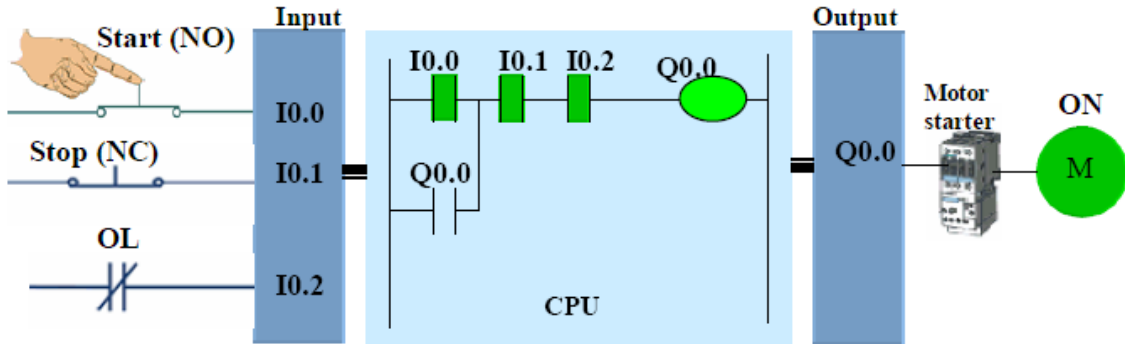 Input
Output
Start (NO)
I0.0
I0.1
I0.2
Q0.0
Motor
starter
ON
I0.0
Stop (NC)
I0.1
Q0.0
Q0.0
M
OL
I0.2
CPU